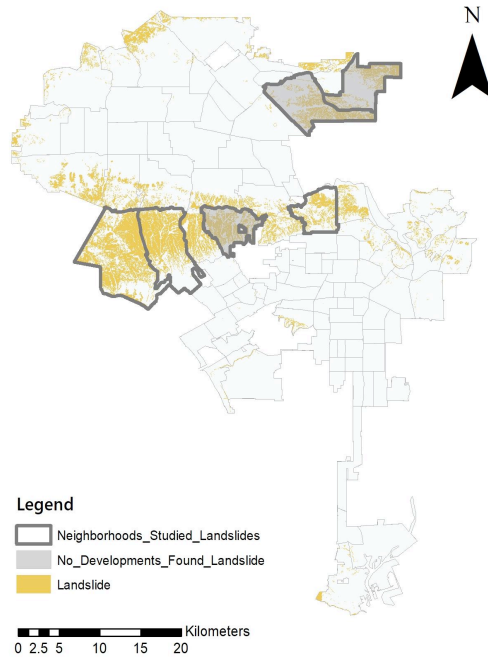 N
Legend
Neighborhoods_Studied_Landslides
No_Developments_Found_Landslide
Landslide
Kilometers
0 2.5 5 10 15 20